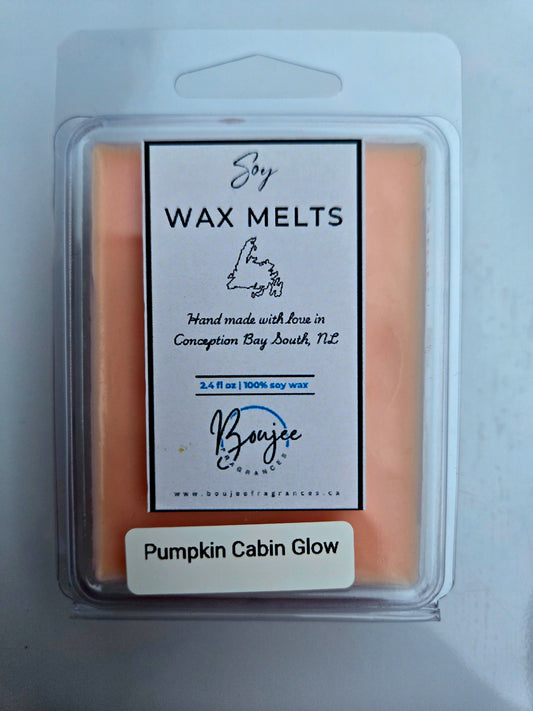 Soy
WAX MELTS
Hand made with love in
Conception Bay South, NL
2.4 fl oz | 100% soy wax
Boujee
FRAGRANCES
www.boujeefragrances.ca
Pumpkin Cabin Glow